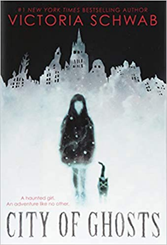 #1 NEW YORK TIMES BESTSELLING AUTHOR
VICTORIA SCHWAB
A haunted girl.
An adventure like no other.
CITY OF GHOSTS